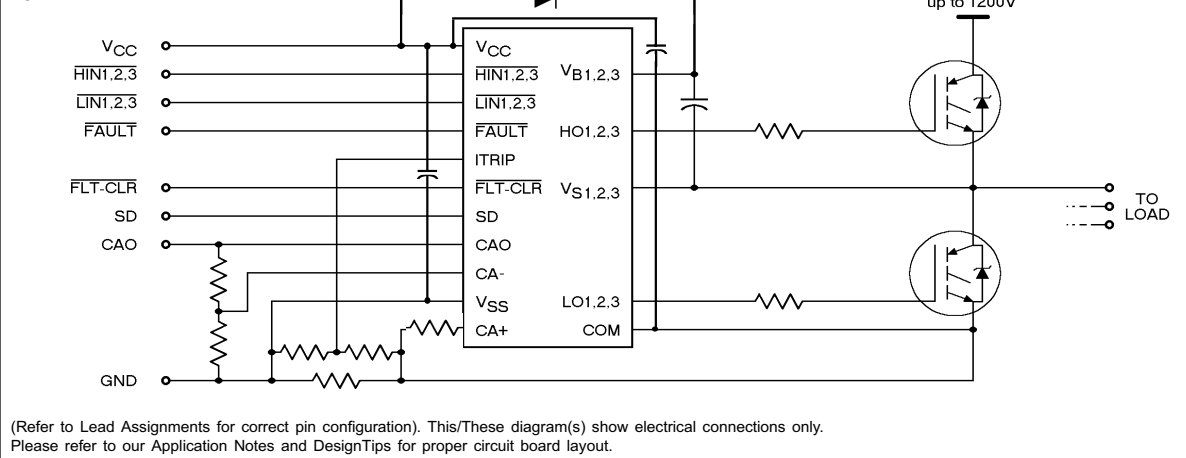 up to 1200V
VCC
HIN1,2,3
LIN1,2,3
FAULT
FLT-CLR
SD
CAO
GND
VCC
HIN1,2,3
LIN1,2,3
FAULT
ITRIP
FLT-CLR
SD
CAO
CA-
VSS
CA+
VB1,2,3
HO1,2,3
VS1,2,3
LO1,2,3
COM
TO
LOAD
(Refer to Lead Assignments for correct pin configuration). This/These diagram(s) show electrical connections only.
Please refer to our Application Notes and DesignTips for proper circuit board layout.